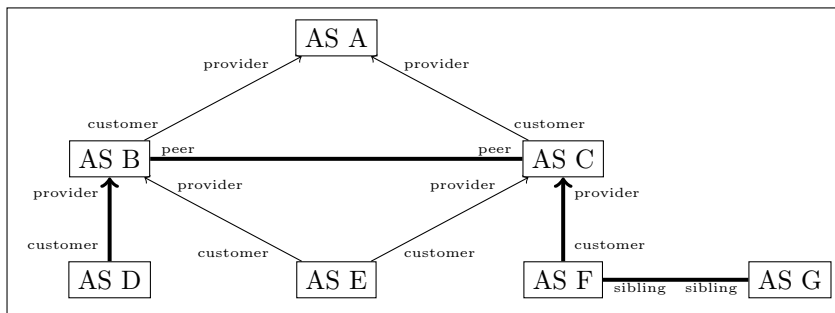 AS A
provider provider
customer customer
AS B peer peer AS C
provider provider provider provider
customer customer customer customer
AS D AS E AS F AS G
sibling sibling